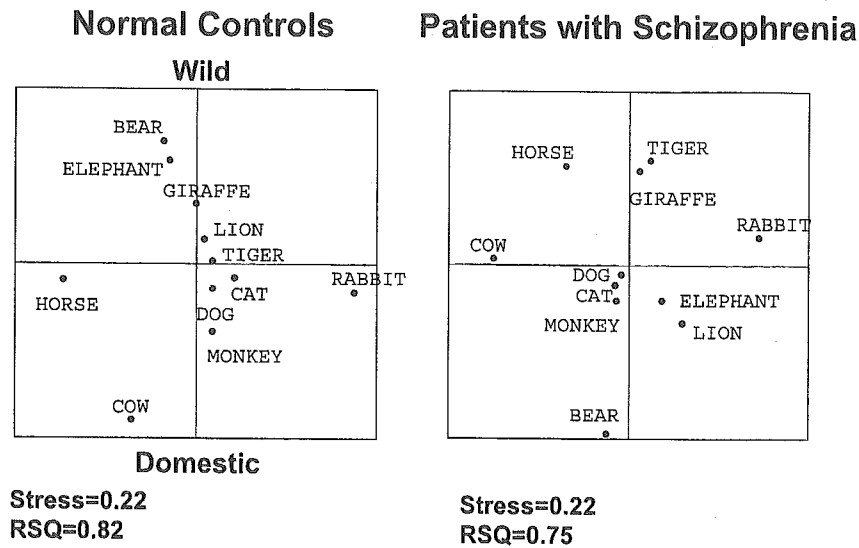 Normal Controls
Wild
BEAR
ELEPHANT
GIRAFFE
LION
TIGER
CAT
RABBIT
HORSE
DOG
MONKEY
COW
Domestic
Stress=0.22
RSQ=0.82
Patients with Schizophrenia
HORSE
TIGER
GIRAFFE
RABBIT
COW
DOG
CAT
ELEPHANT
MONKEY
LION
BEAR
Stress=0.22
RSQ=0.75